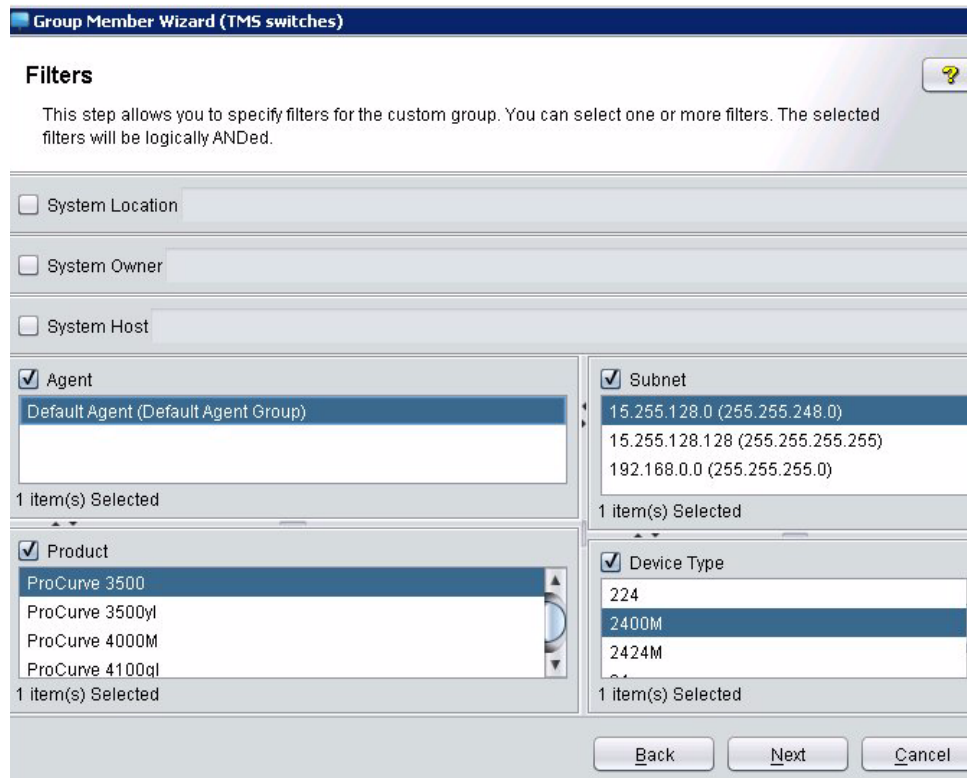 Group Member Wizard (TMS switches)
Filters
?
This step allows you to specify filters for the custom group. You can select one or more filters. The selected
filters will be logically ANDed.
System Location
System Owner
System Host
Agent
Default Agent (Default Agent Group)
1 item(s) Selected
Subnet
15.255.128.0 (255.255.248.0)
15.255.128.128 (255.255.255.255)
192.168.0.0 (255.255.255.0)
1 item(s) Selected
Product
ProCurve 3500
ProCurve 3500yl
ProCurve 4000M
ProCurve 4100gl
1 item(s) Selected
Device Type
224
2400M
2424M
1 item(s) Selected
Back
Next
Cancel